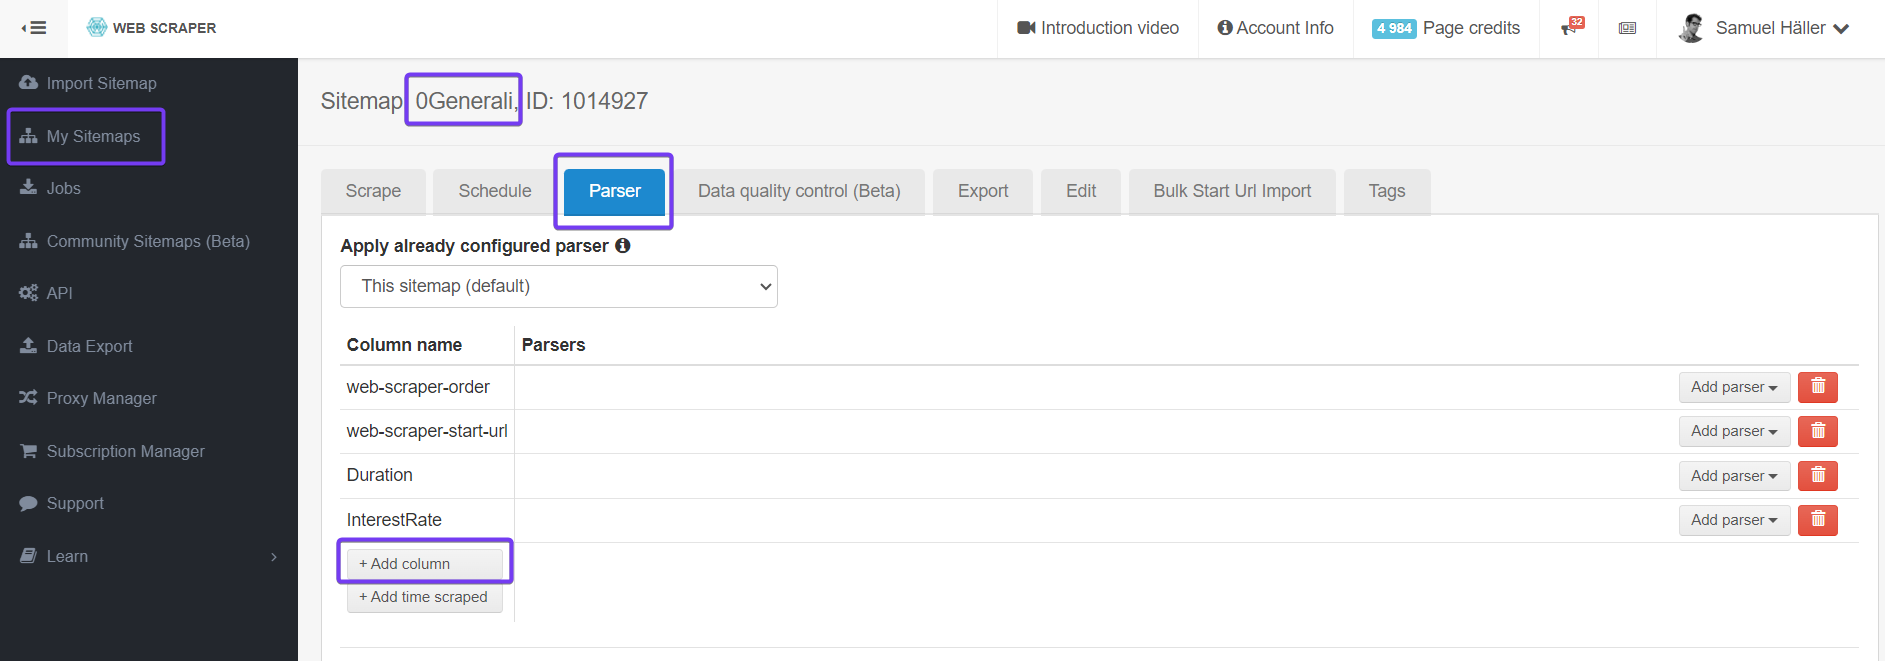 WEB SCRAPER
Introduction video
Account Info
4 984 Page credits
32
Samuel Häller
Import Sitemap
My Sitemaps
Jobs
Community Sitemaps (Beta)
API
Data Export
Proxy Manager
Subscription Manager
Support
Learn
Sitemap 0Generali, ID: 1014927
Scrape
Schedule
Parser
Data quality control (Beta)
Export
Edit
Bulk Start Url Import
Tags
Apply already configured parser
This sitemap (default)
Column name Parsers
web-scraper-order Add parser
web-scraper-start-url Add parser
Duration Add parser
InterestRate Add parser
+ Add column
+ Add time scraped